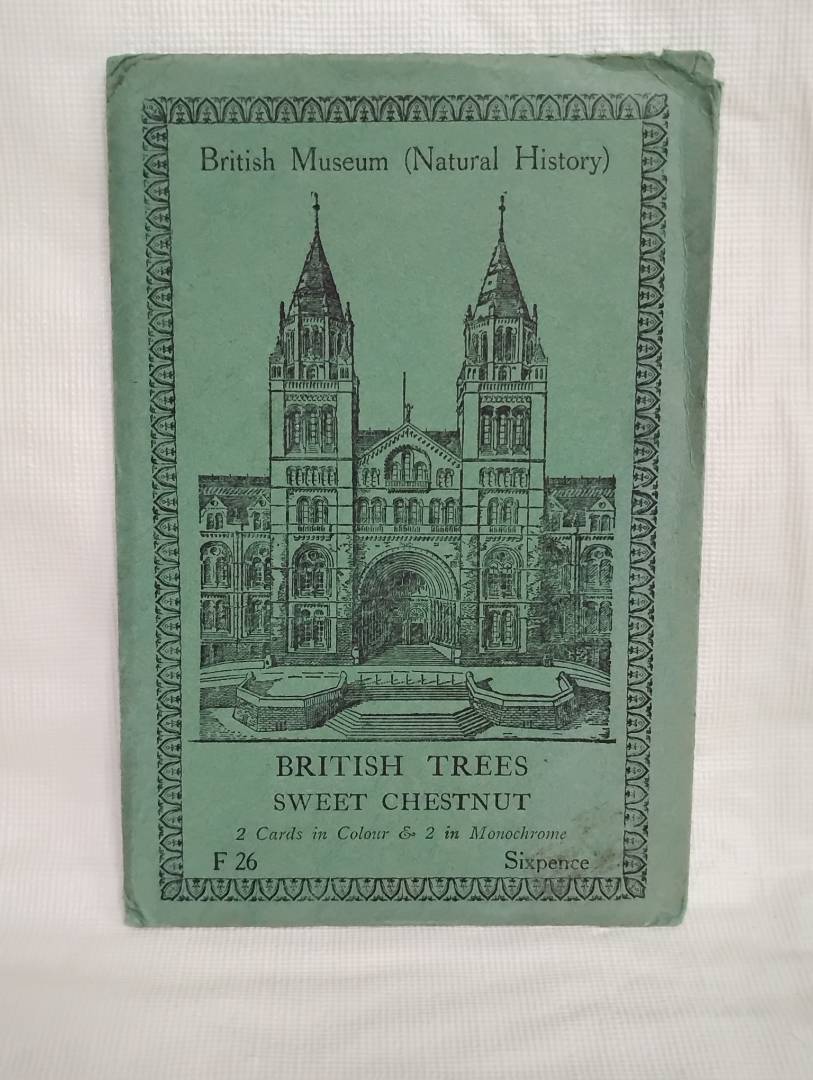 British Museum (Natural History)
BRITISH TREES
SWEET CHESTNUT
2 Cards in Colour & 2 in Monochrome
F 26 Sixpence